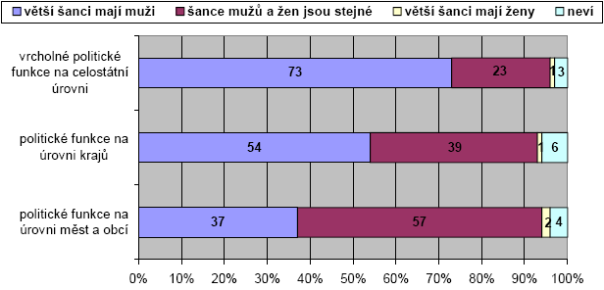 větší šanci mají muži šance mužů a žen jsou stejné větší šanci mají ženy neví
vrcholné politické
funkce na celostátní
úrovni
73 23 1 3
politické funkce na
úrovni krajů
54 39 1 6
politické funkce na
úrovni měst a obcí
37 57 2 4
0% 10% 20% 30% 40% 50% 60% 70% 80% 90% 100%